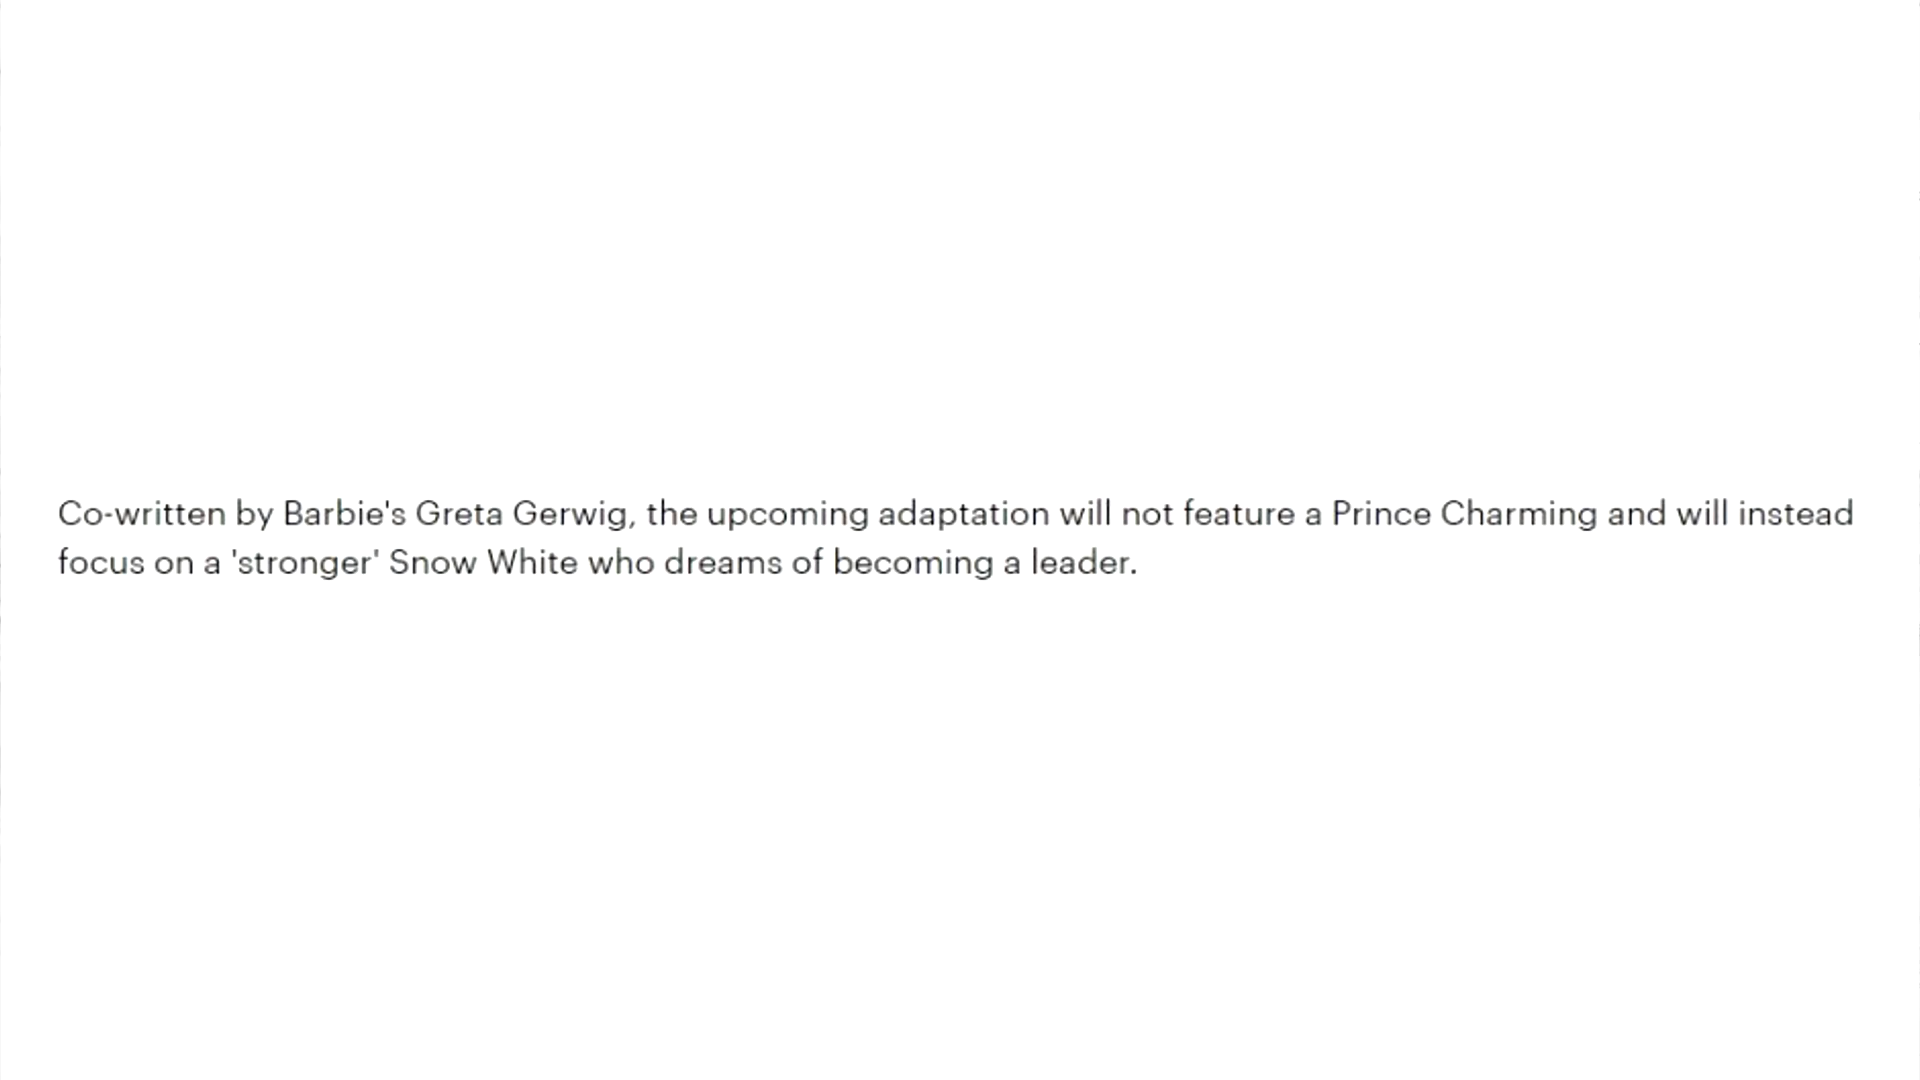 Co-written by Barbie's Greta Gerwig, the upcoming adaptation will not feature a Prince Charming and will instead
focus on a 'stronger' Snow White who dreams of becoming a leader.